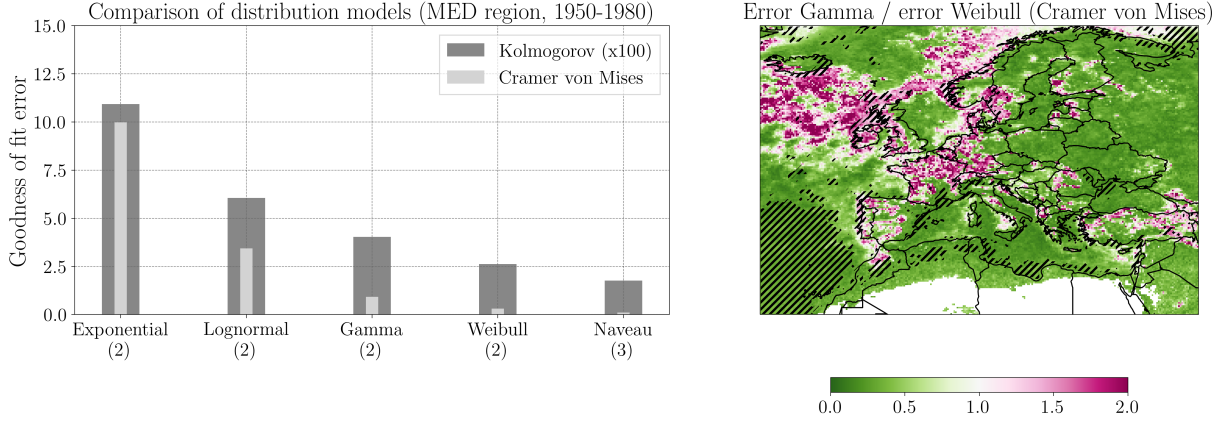 Comparison of distribution models (MED region, 1950-1980)
15.0
12.5
10.0
7.5
5.0
2.5
0.0
Goodness of fit error
Kolmogorov (x100)
Cramer von Mises
Exponential
(2)
Lognormal
(2)
Gamma
(2)
Weibull
(2)
Naveau
(3)
Error Gamma / error Weibull (Cramer von Mises)
0.0 0.5 1.0 1.5 2.0